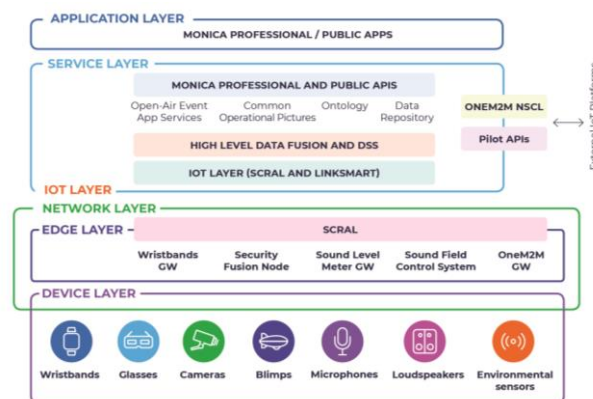 APPLICATION LAYER
MONICA PROFESSIONAL / PUBLIC APPS
SERVICE LAYER
MONICA PROFESSIONAL AND PUBLIC APIS
Open-Air Event
App Services
Common
Operational Pictures
Ontology
Data
Repository
ONEM2M NSCL
Pilot APIs
External IoT Platforms
HIGH LEVEL DATA FUSION AND DSS
IOT LAYER (SCRAL AND LINKSMART)
IOT LAYER
NETWORK LAYER
EDGE LAYER
SCRAL
Wristbands
GW
Security
Fusion Node
Sound Level
Meter GW
Sound Field
Control System
OneM2M
GW
DEVICE LAYER
Wristbands
Glasses
Cameras
Blimps
Microphones
Loudspeakers
Environmental
sensors